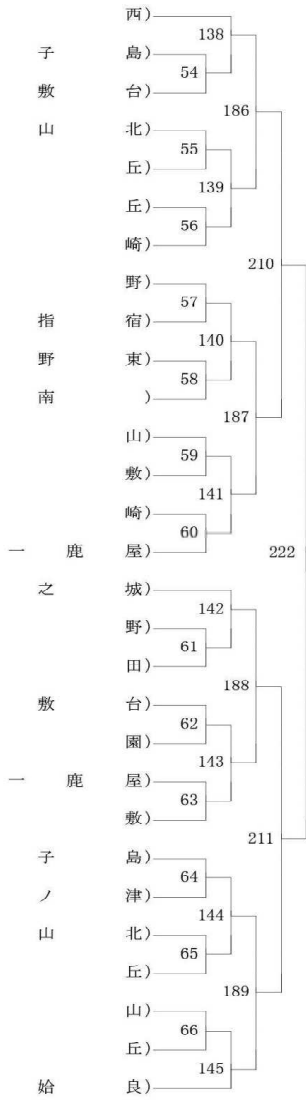 西)
138
子 島)
54
敷 台)
186
山 北)
55
丘)
139
丘)
56
崎)
210
野)
57
指 宿)
140
野 東)
58
南 )
187
山)
59
敷)
141
崎)
60
一 鹿 屋)
222
之 城)
142
野)
61
田)
188
敷 台)
62
園)
143
一 鹿 屋)
63
敷)
211
子 島)
64
ノ 津)
144
山 北)
65
丘)
189
山)
66
丘)
145
姶 良)